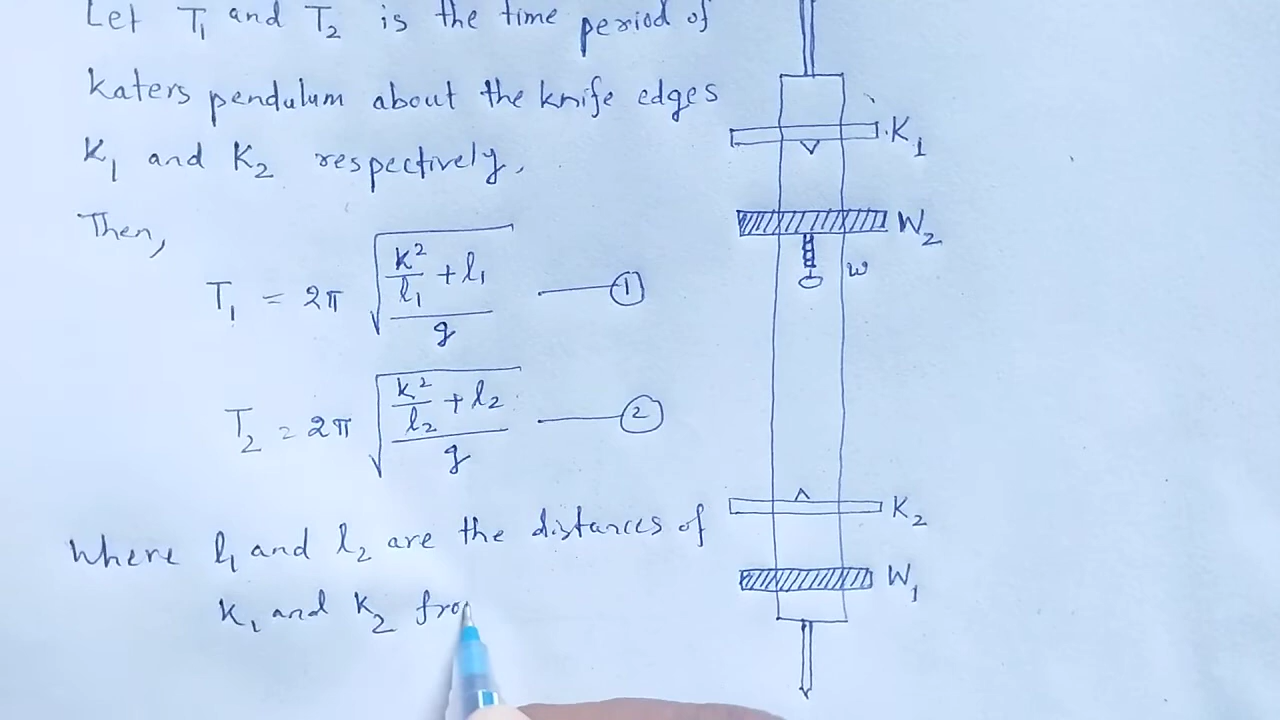 Let T₁ and T₂ is the time period of
katers pendulum about the knife edges
K₁ and K₂ respectively.
Then,
T₁ = 2π √((k²/l₁ + l₁)/g) —— ①
T₂ = 2π √((k²/l₂ + l₂)/g) —— ②
Where l₁ and l₂ are the distances of
K₁ and K₂ fro
K₁
W₂
w
K₂
W₁